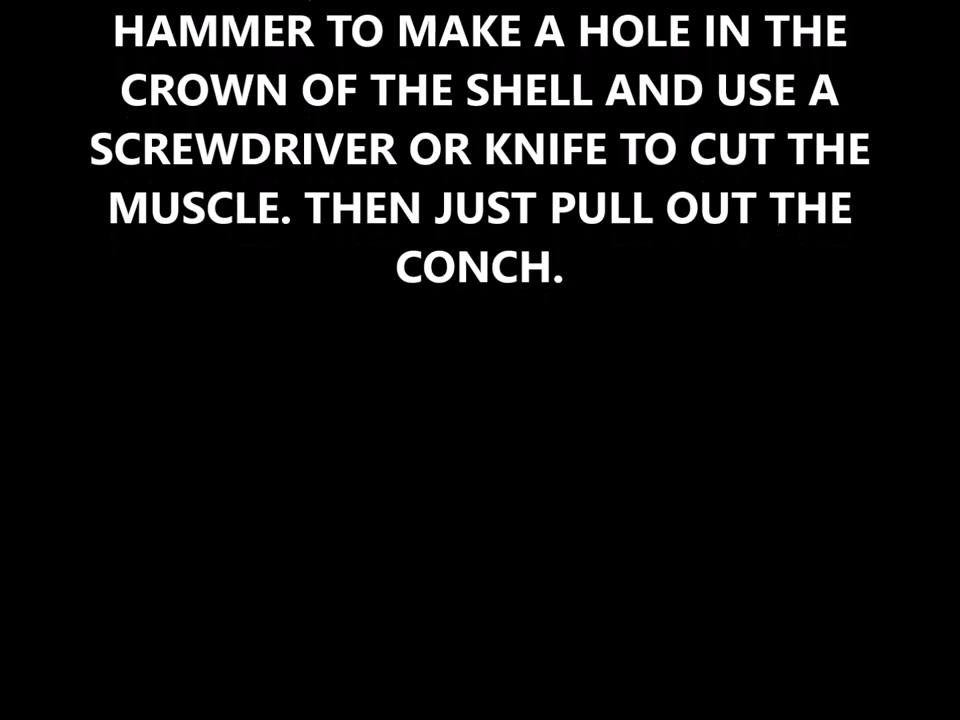 HAMMER TO MAKE A HOLE IN THE
CROWN OF THE SHELL AND USE A
SCREWDRIVER OR KNIFE TO CUT THE
MUSCLE. THEN JUST PULL OUT THE
CONCH.